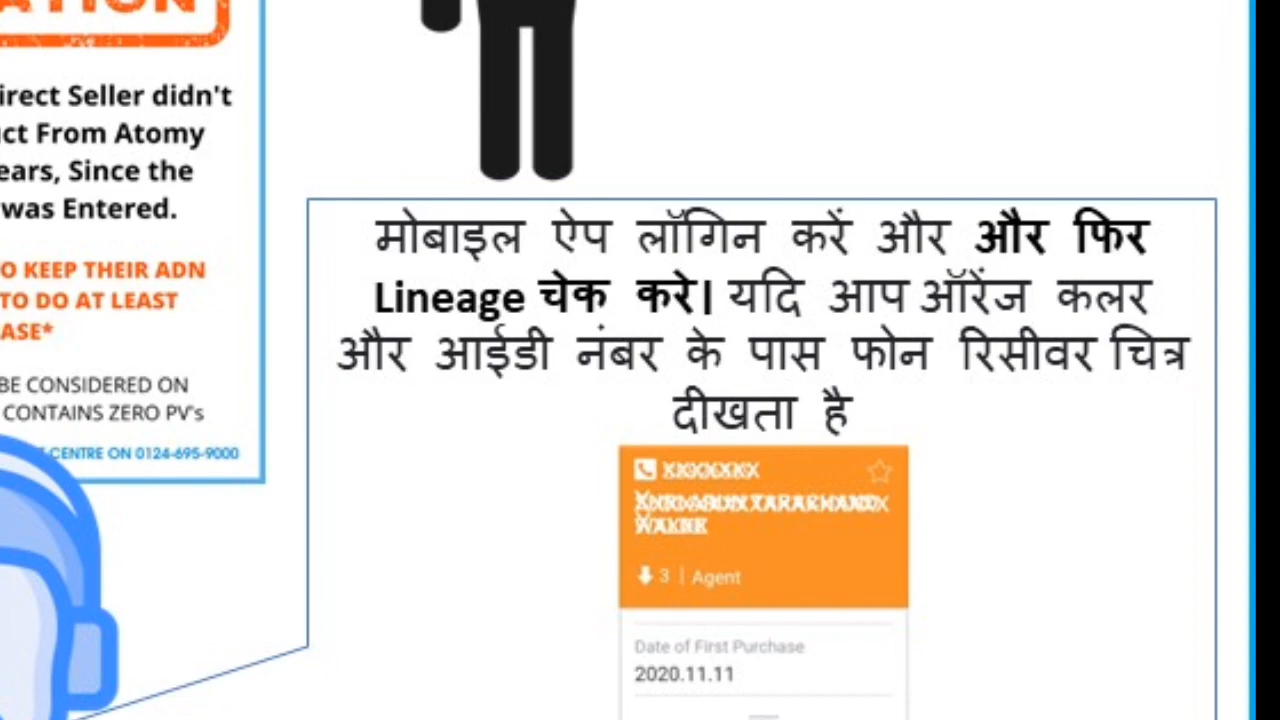 irect Seller didn't
ct From Atomy
ears, Since the
was Entered.
O KEEP THEIR ADN
TO DO AT LEAST
ASE*
BE CONSIDERED ON
CONTAINS ZERO PV's
CENTRE ON 0124-695-9000
मोबाइल ऐप लॉगिन करें और और फिर
Lineage चेक करे। यदि आप ऑरेंज कलर
और आईडी नंबर के पास फोन रिसीवर चित्र
दीखता है
3 | Agent
Date of First Purchase
2020.11.11